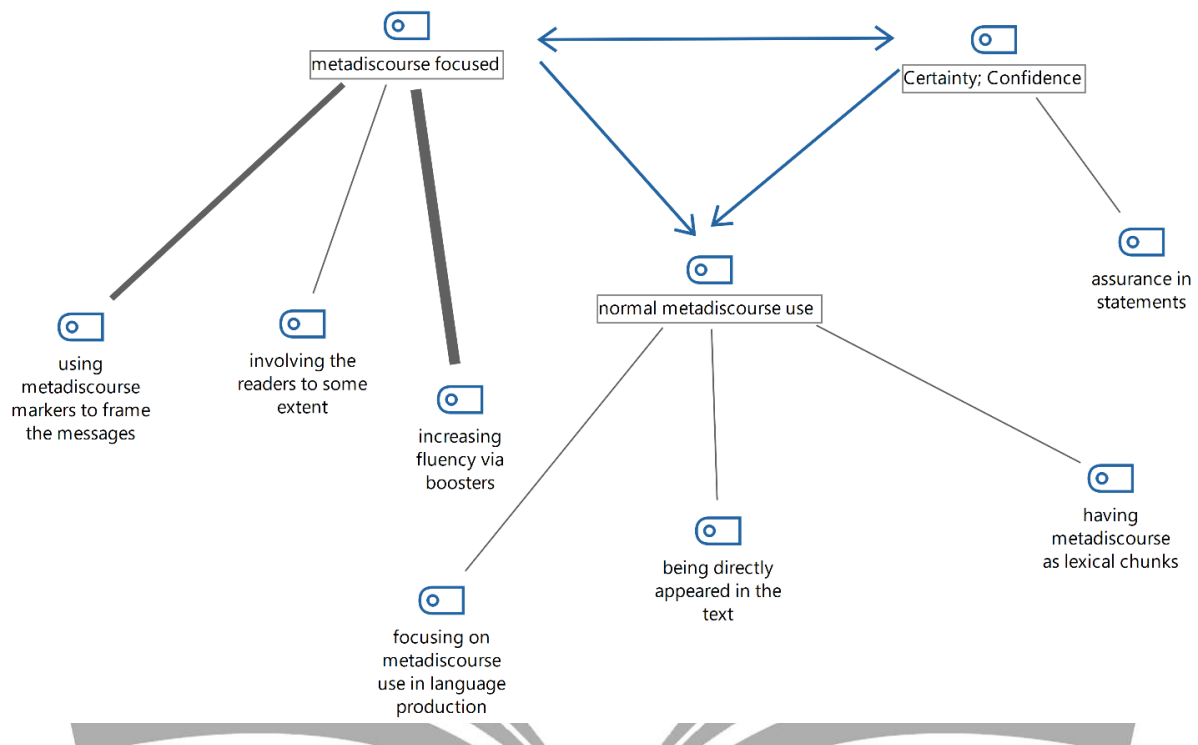 metadiscourse focused
Certainty; Confidence
assurance in
statements
normal metadiscourse use
using
metadiscourse
markers to frame
the messages
involving the
readers to some
extent
increasing
fluency via
boosters
having
metadiscourse
as lexical chunks
being directly
appeared in the
text
focusing on
metadiscourse
use in language
production